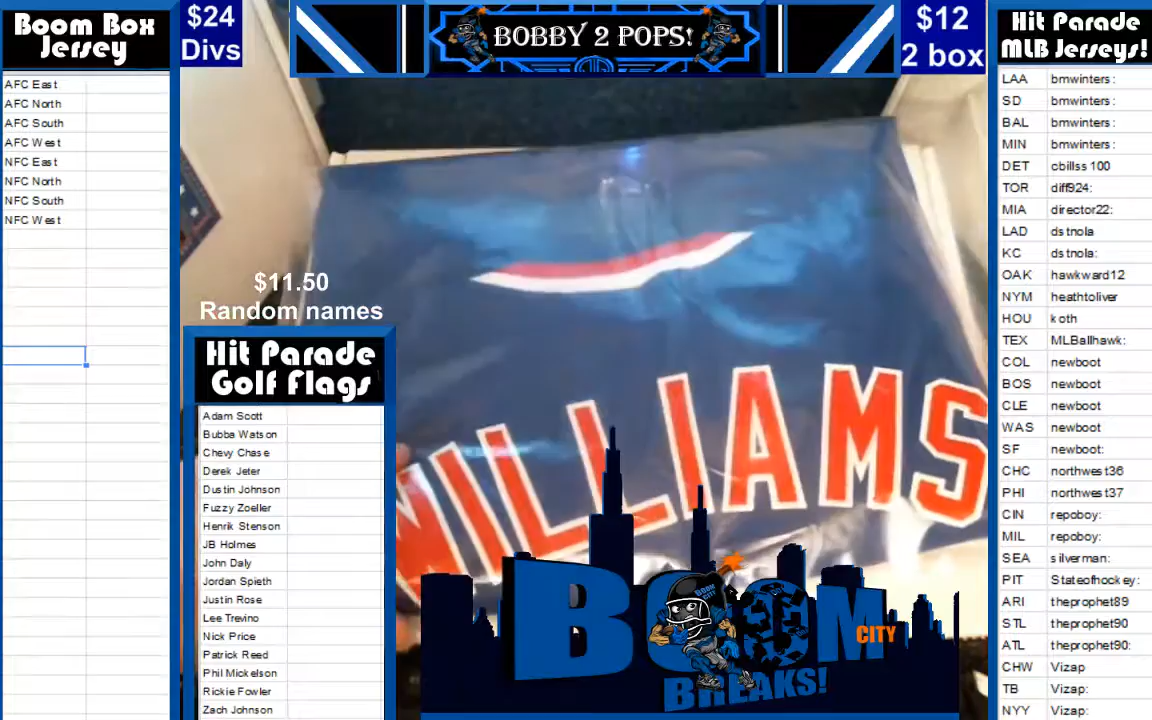 Boom Box
Jersey
AFC East
AFC North
AFC South
AFC West
NFC East
NFC North
NFC South
NFC West
$24
Divs
BOBBY 2 POPS!
$12
2 box
$11.50
Random names
Hit Parade
Golf Flags
Adam Scott
Bubba Watson
Chevy Chase
Derek Jeter
Dustin Johnson
Fuzzy Zoeller
Henrik Stenson
JB Holmes
John Daly
Jordan Spieth
Justin Rose
Lee Trevino
Nick Price
Patrick Reed
Phil Mickelson
Rickie Fowler
Zach Johnson
WILLIAMS
BOOM
CITY
BREAKS!
Hit Parade
MLB Jerseys!
LAA bmwinters:
SD bmwinters:
BAL bmwinters:
MIN bmwinters:
DET cbillss100
TOR diff924:
MIA director22:
LAD dstnola
KC dstnola:
OAK hawkward12
NYM heathtoliver
HOU koth
TEX MLBallhawk:
COL newboot
BOS newboot
CLE newboot
WAS newboot
SF newboot:
CHC northwest36
PHI northwest37
CIN repoboy:
MIL repoboy:
SEA silverman:
PIT Stateofhockey:
ARI theprophet89
STL theprophet90
ATL theprophet90:
CHW Vizap
TB Vizap:
NYY Vizap: